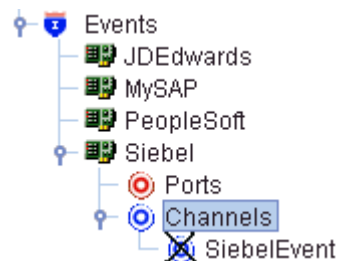 Events
JDEdwards
MySAP
PeopleSoft
Siebel
Ports
Channels
SiebelEvent